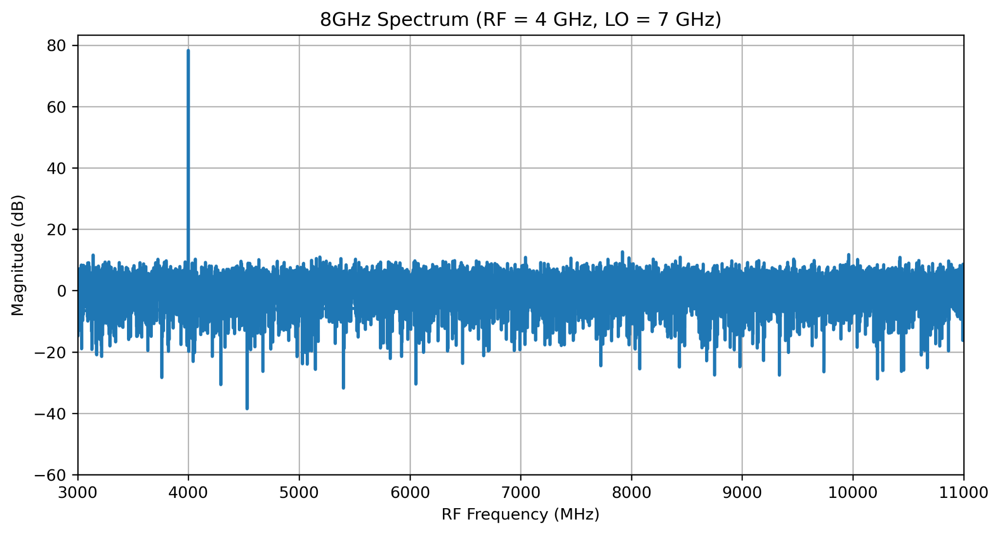 8GHz Spectrum (RF = 4 GHz, LO = 7 GHz)
80
60
40
20
0
−20
−40
−60
Magnitude (dB)
3000 4000 5000 6000 7000 8000 9000 10000 11000
RF Frequency (MHz)